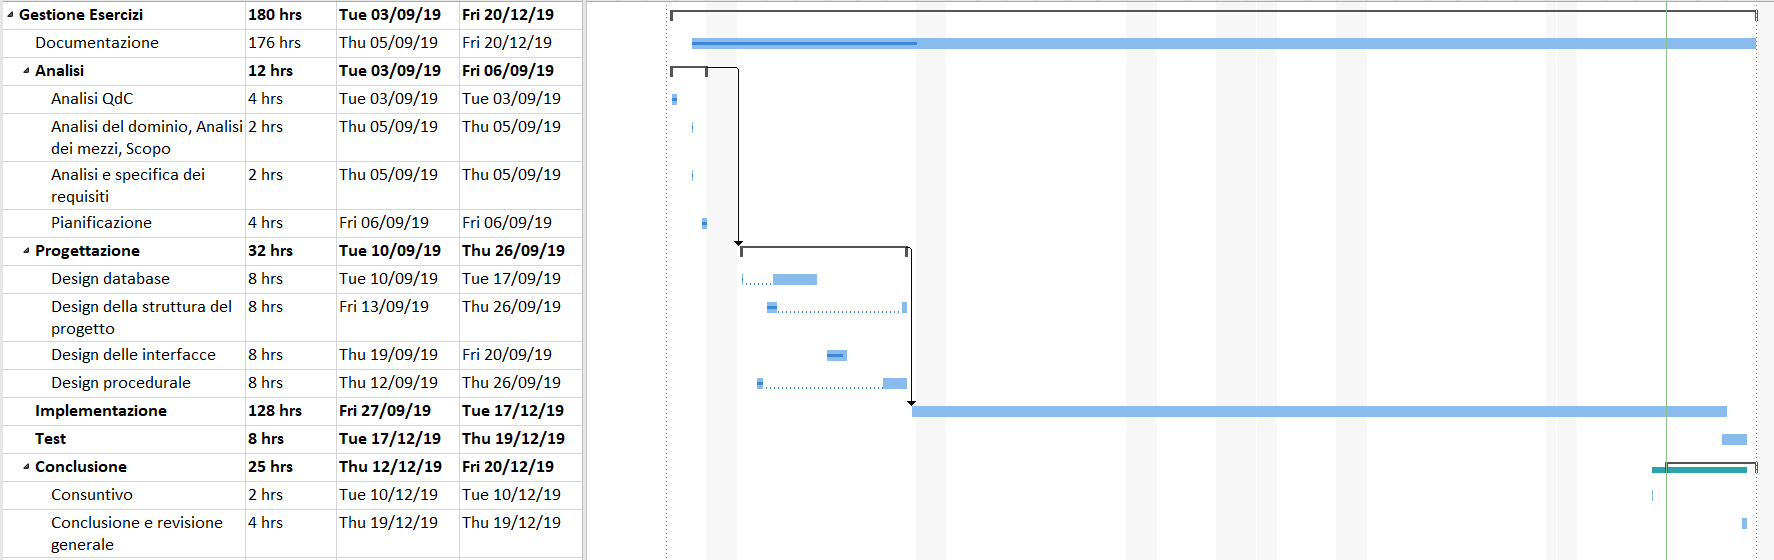 Gestione Esercizi 180 hrs Tue 03/09/19 Fri 20/12/19
Documentazione 176 hrs Thu 05/09/19 Fri 20/12/19
Analisi 12 hrs Tue 03/09/19 Fri 06/09/19
Analisi QdC 4 hrs Tue 03/09/19 Tue 03/09/19
Analisi del dominio, Analisi 2 hrs Thu 05/09/19 Thu 05/09/19
dei mezzi, Scopo
Analisi e specifica dei 2 hrs Thu 05/09/19 Thu 05/09/19
requisiti
Pianificazione 4 hrs Fri 06/09/19 Fri 06/09/19
Progettazione 32 hrs Tue 10/09/19 Thu 26/09/19
Design database 8 hrs Tue 10/09/19 Tue 17/09/19
Design della struttura del 8 hrs Fri 13/09/19 Thu 26/09/19
progetto
Design delle interfacce 8 hrs Thu 19/09/19 Fri 20/09/19
Design procedurale 8 hrs Thu 12/09/19 Thu 26/09/19
Implementazione 128 hrs Fri 27/09/19 Tue 17/12/19
Test 8 hrs Tue 17/12/19 Thu 19/12/19
Conclusione 25 hrs Thu 12/12/19 Fri 20/12/19
Consuntivo 2 hrs Tue 10/12/19 Tue 10/12/19
Conclusione e revisione 4 hrs Thu 19/12/19 Thu 19/12/19
generale